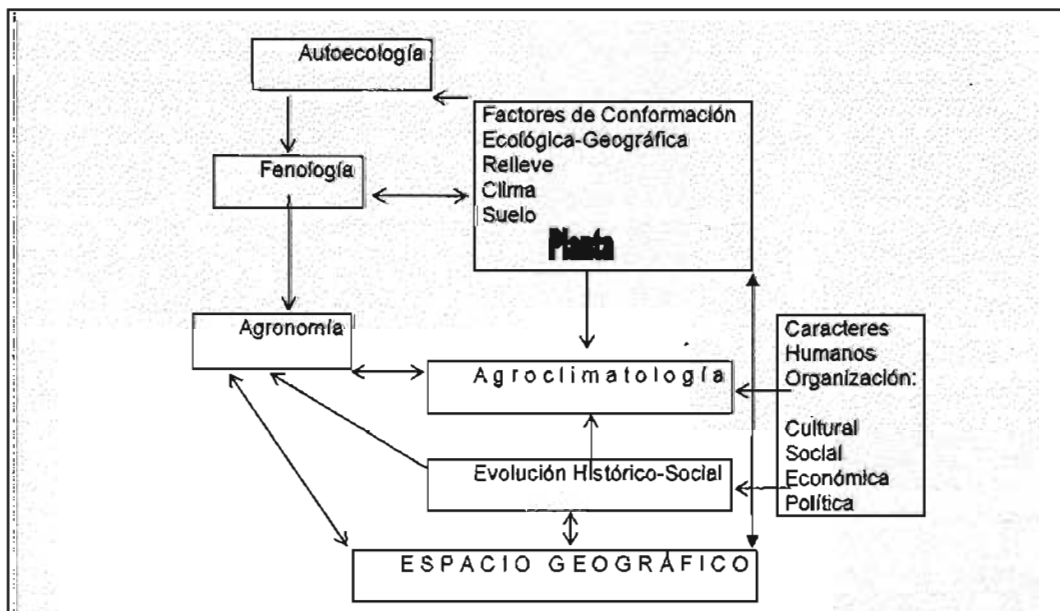 Autoecología
Factores de Conformación
Ecológica-Geográfica
Relieve
Clima
Suelo
Planta
Fenología
Agronomía
Caracteres
Humanos
Organización:
Cultural
Social
Económica
Política
Agroclimatología
Evolución Histórico-Social
ESPACIO GEOGRÁFICO